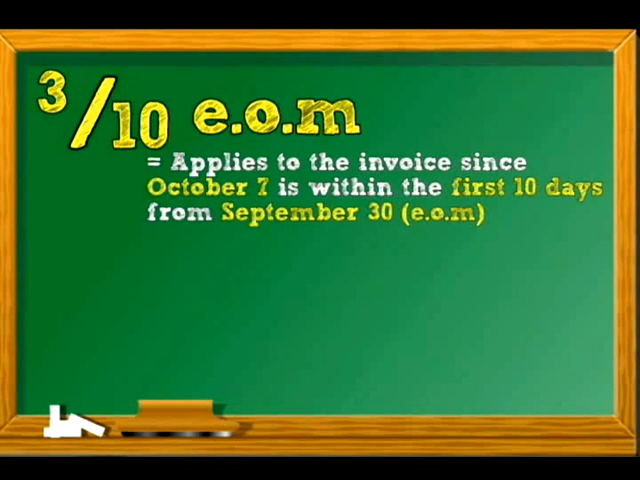 3/10 e.o.m
= Applies to the invoice since
October 7 is within the first 10 days
from September 30 (e.o.m)